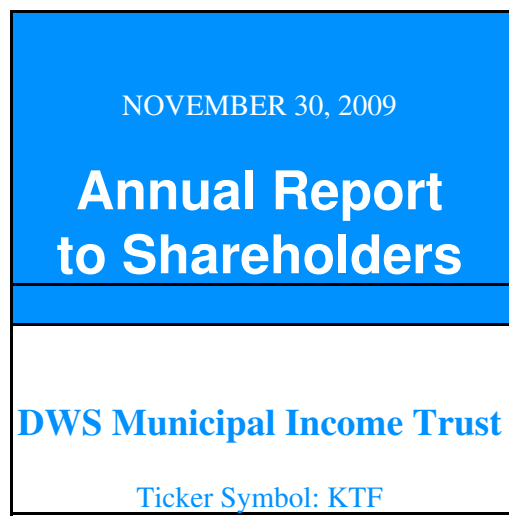 NOVEMBER 30, 2009
Annual Report
to Shareholders
DWS Municipal Income Trust
Ticker Symbol: KTF